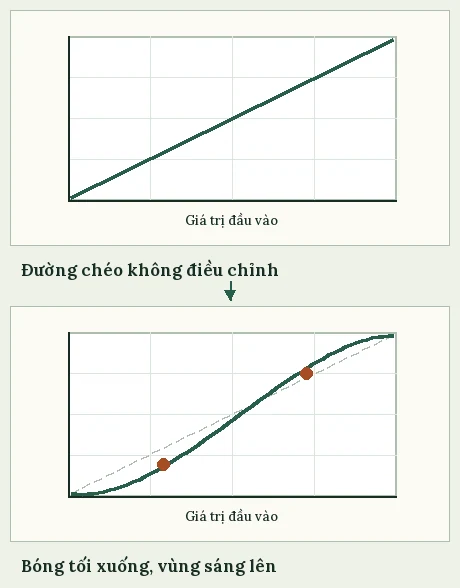 Giá trị đầu vào
Đường chéo không điều chỉnh
Giá trị đầu vào
Bóng tối xuống, vùng sáng lên